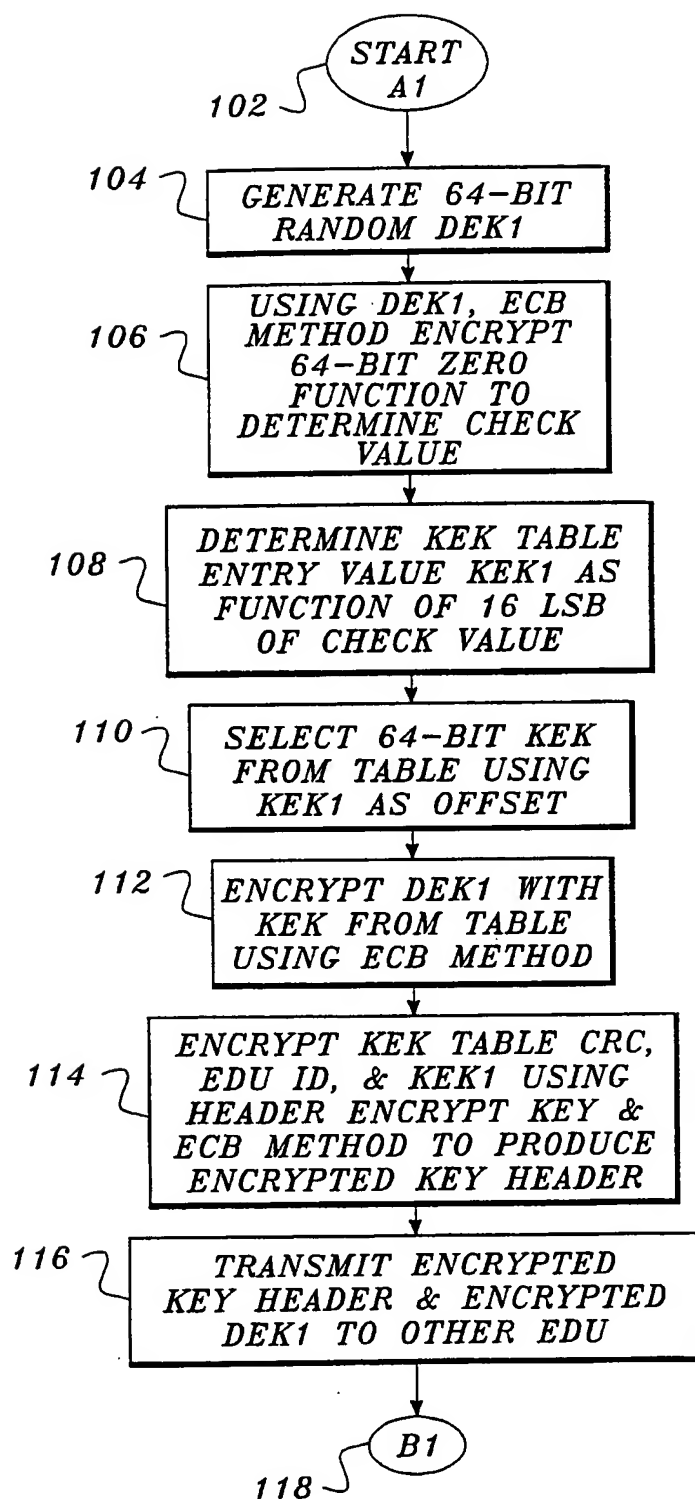 START
A1
102
104
GENERATE 64-BIT
RANDOM DEK1
106
USING DEK1, ECB
METHOD ENCRYPT
64-BIT ZERO
FUNCTION TO
DETERMINE CHECK
VALUE
108
DETERMINE KEK TABLE
ENTRY VALUE KEK1 AS
FUNCTION OF 16 LSB
OF CHECK VALUE
110
SELECT 64-BIT KEK
FROM TABLE USING
KEK1 AS OFFSET
112
ENCRYPT DEK1 WITH
KEK FROM TABLE
USING ECB METHOD
114
ENCRYPT KEK TABLE CRC,
EDU ID, & KEK1 USING
HEADER ENCRYPT KEY &
ECB METHOD TO PRODUCE
ENCRYPTED KEY HEADER
116
TRANSMIT ENCRYPTED
KEY HEADER & ENCRYPTED
DEK1 TO OTHER EDU
B1
118